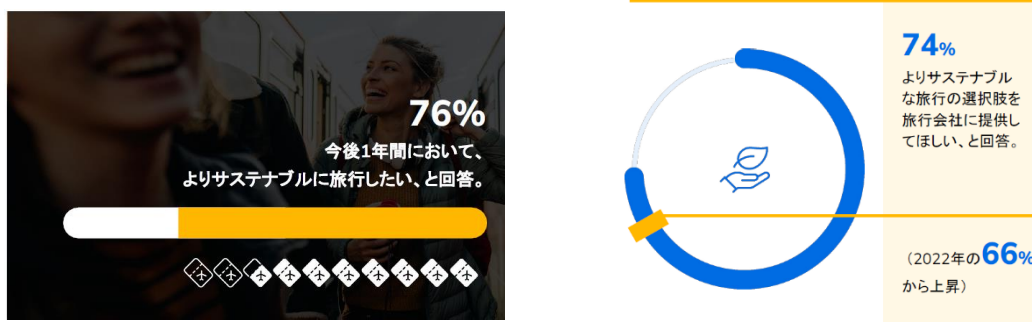 76%
今後1年間において、
よりサステナブルに旅行したい、と回答。
74%
よりサステナブル
な旅行の選択肢を
旅行会社に提供し
てほしい、と回答。
（2022年の66%
から上昇）